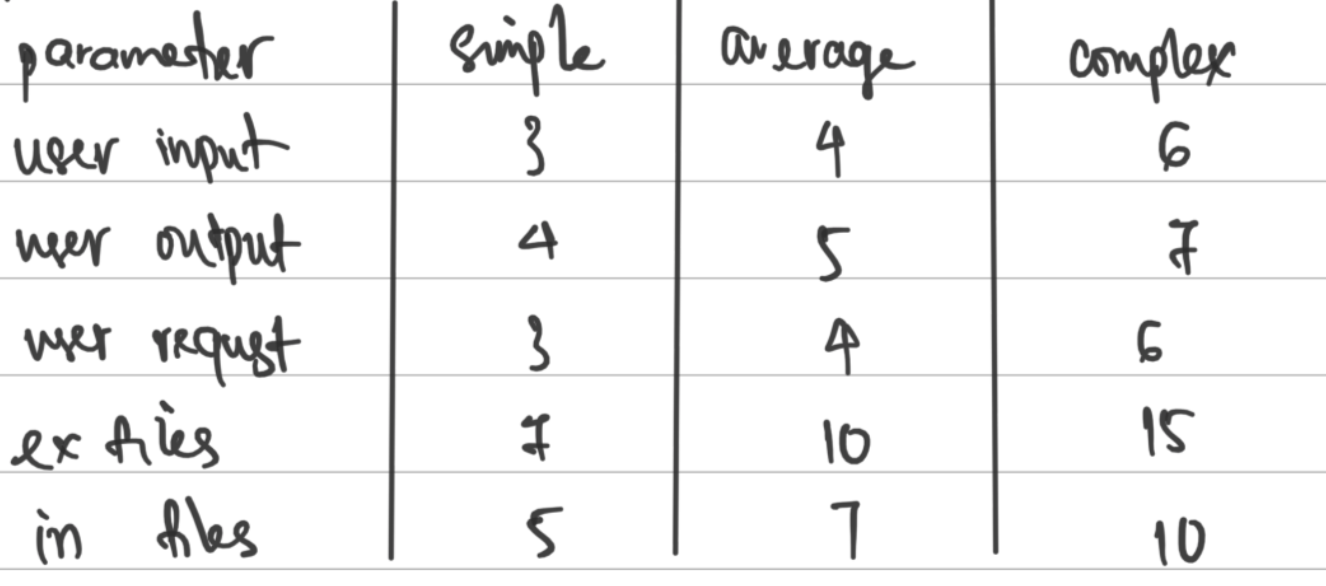 parameter simple average complex
user input 3 4 6
user output 4 5 7
user requst 3 4 6
ex files 7 10 15
in files 5 7 10